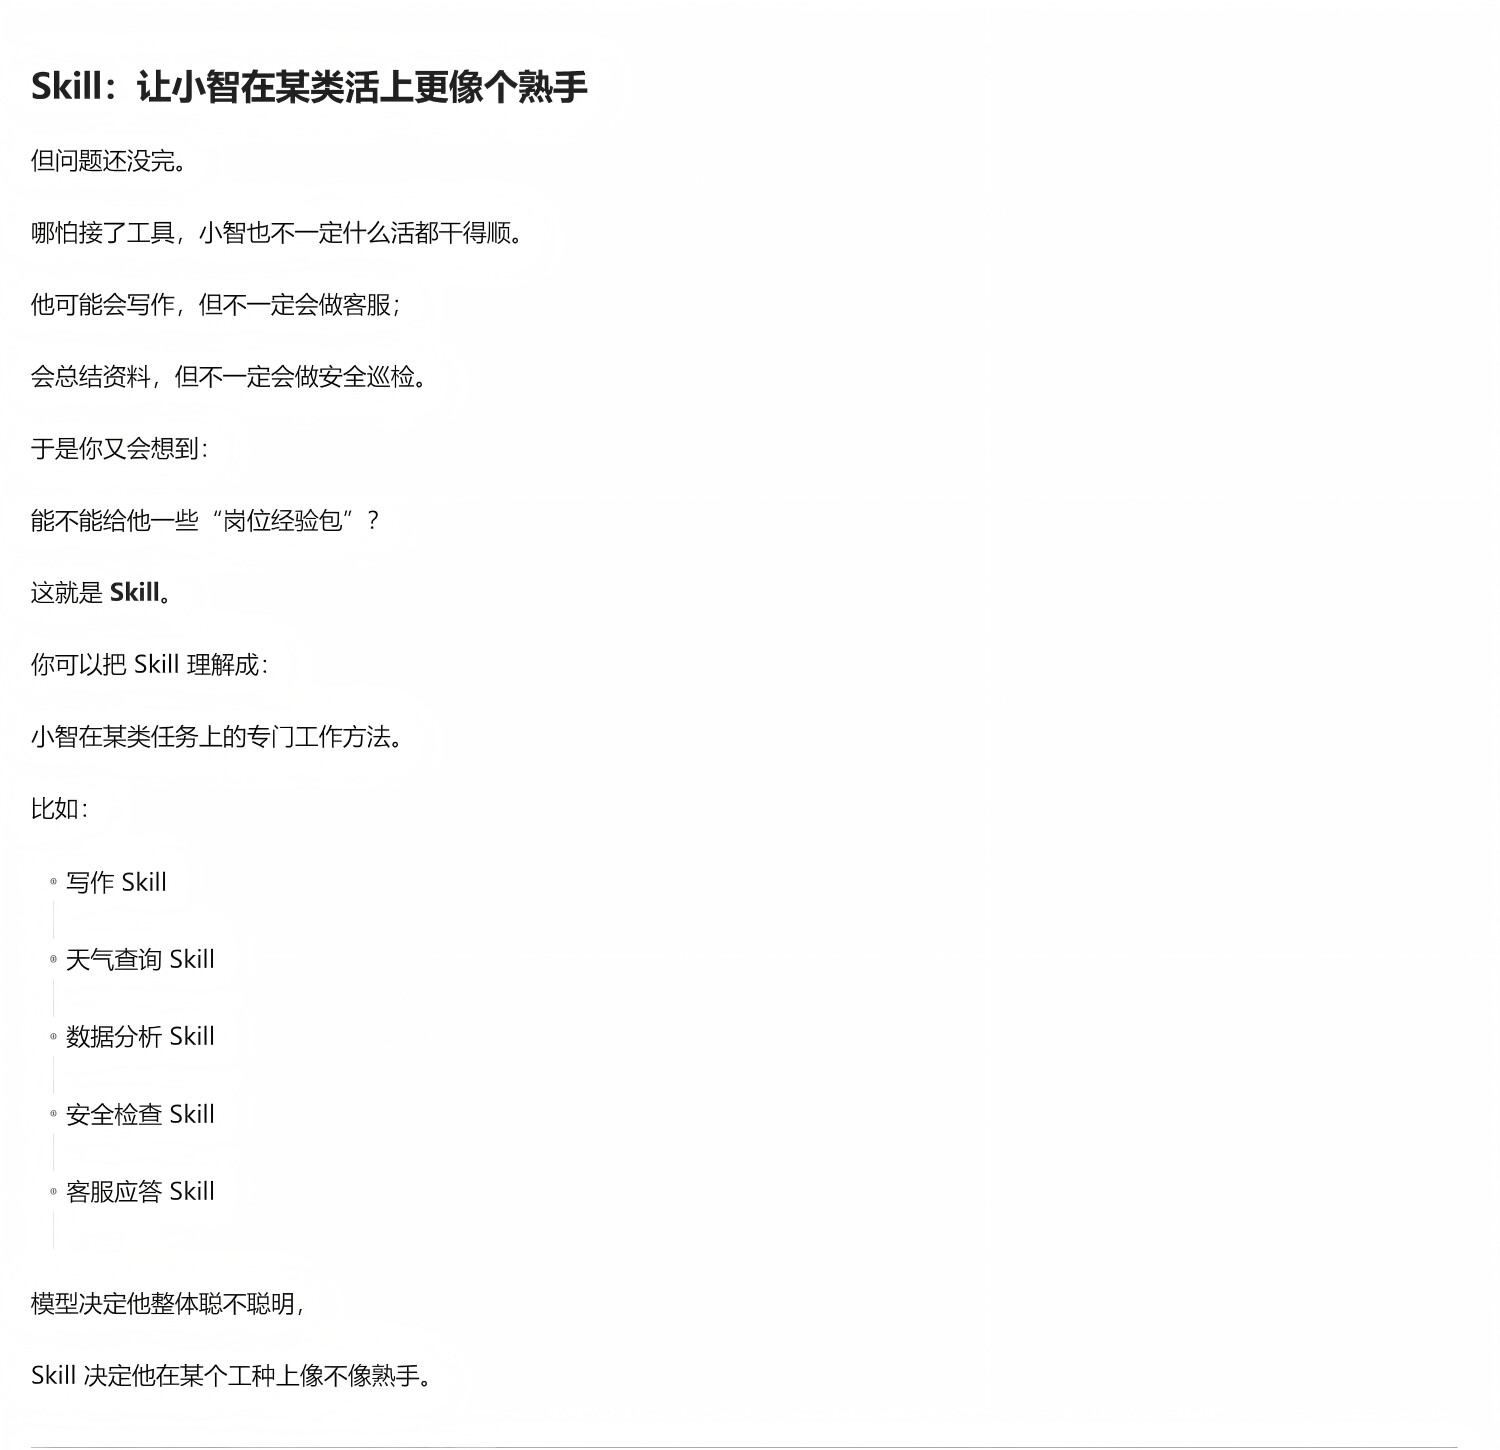 Skill：让小智在某类活上更像个熟手
但问题还没完。
哪怕接了工具，小智也不一定什么活都干得顺。
他可能会写作，但不一定会做客服；
会总结资料，但不一定会做安全巡检。
于是你又会想到：
能不能给他一些“岗位经验包”？
这就是 Skill。
你可以把 Skill 理解成：
小智在某类任务上的专门工作方法。
比如：
写作 Skill
天气查询 Skill
数据分析 Skill
安全检查 Skill
客服应答 Skill
模型决定他整体聪不聪明，
Skill 决定他在某个工种上像不像熟手。